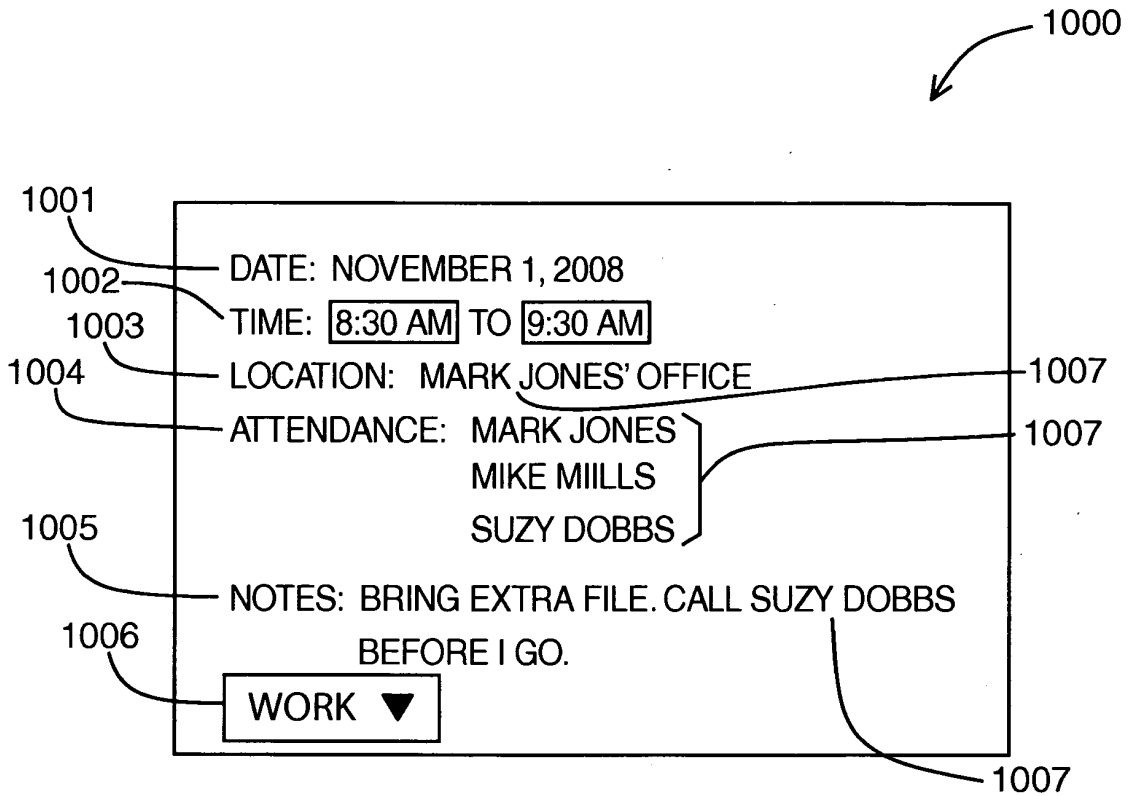 1000
1001
DATE: NOVEMBER 1, 2008
1002
TIME: 8:30 AM TO 9:30 AM
1003
LOCATION: MARK JONES' OFFICE
1007
1004
ATTENDANCE: MARK JONES
1007
MIKE MIILLS
SUZY DOBBS
1005
NOTES: BRING EXTRA FILE. CALL SUZY DOBBS
1006
BEFORE I GO.
WORK ▼
1007